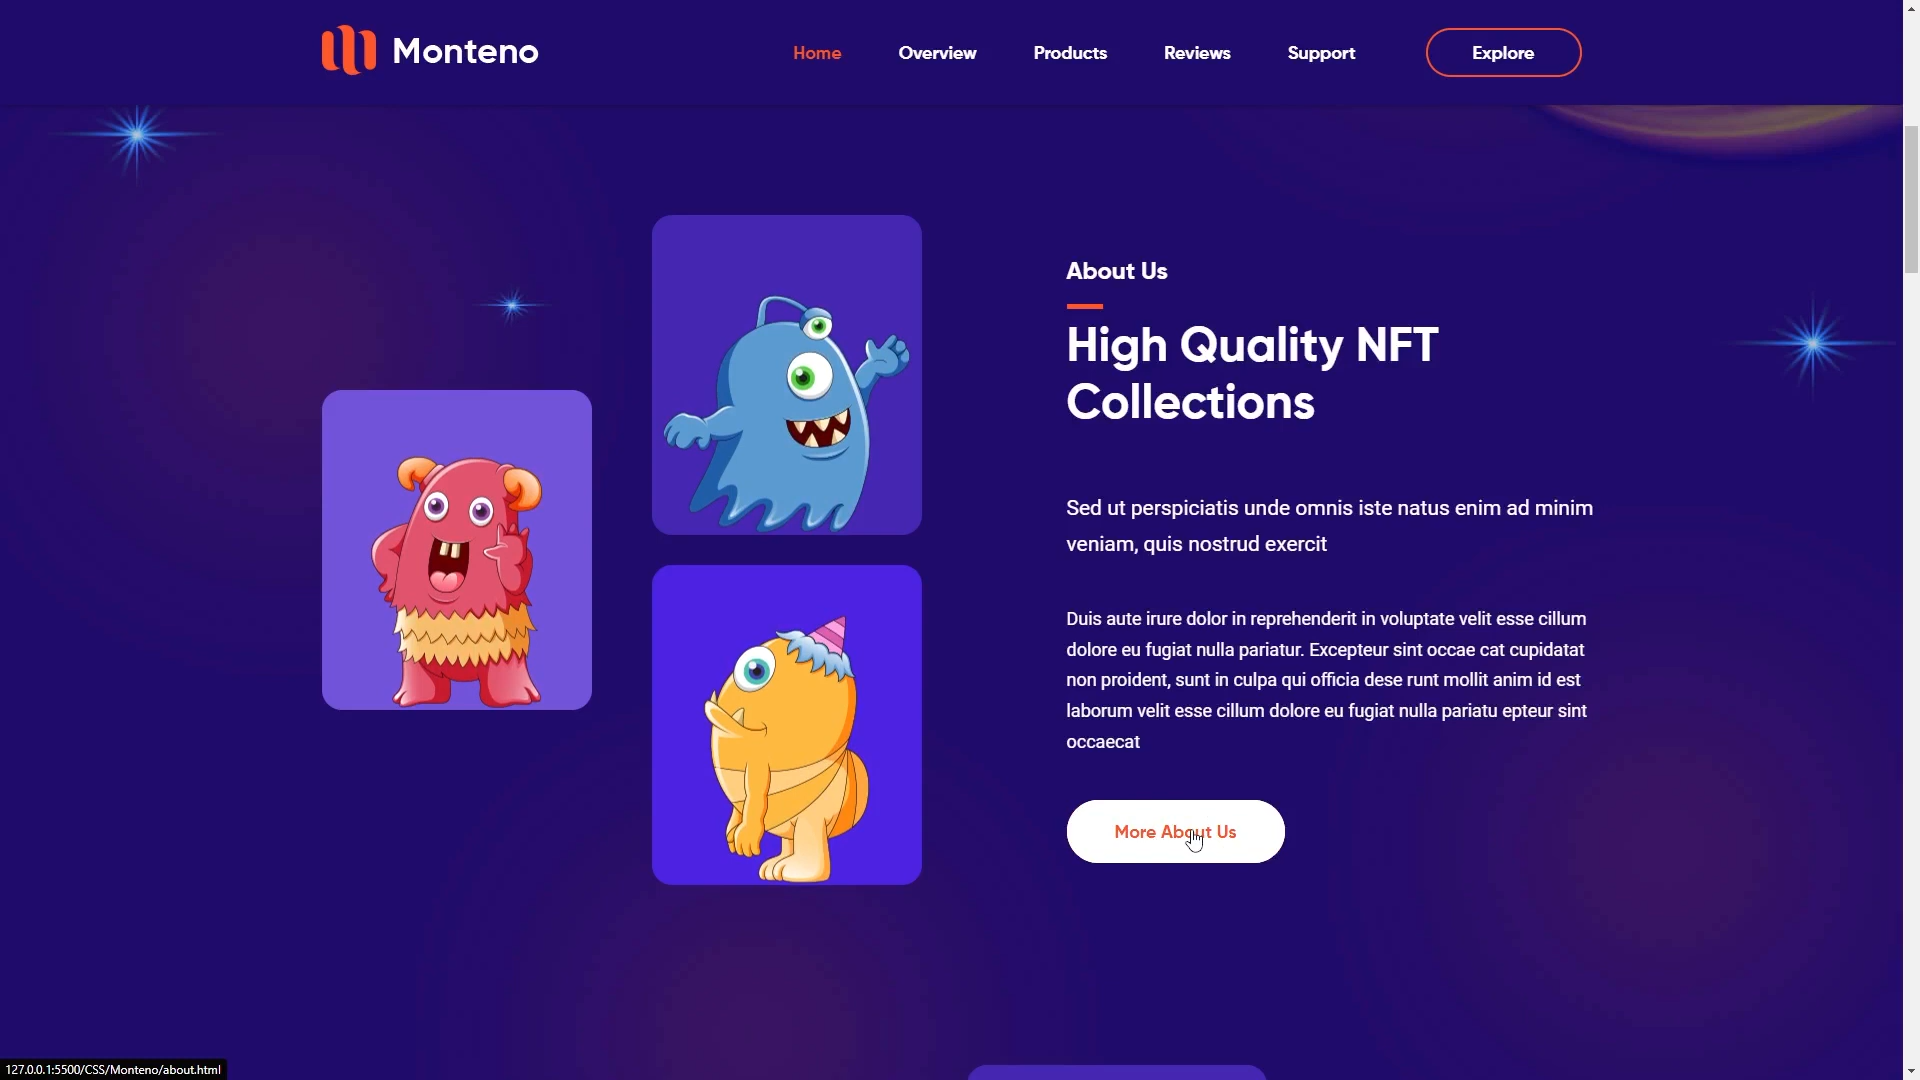 Monteno
Home
Overview
Products
Reviews
Support
Explore
About Us
High Quality NFT
Collections
Sed ut perspiciatis unde omnis iste natus enim ad minim
veniam, quis nostrud exercit
Duis aute irure dolor in reprehenderit in voluptate velit esse cillum
dolore eu fugiat nulla pariatur. Excepteur sint occae cat cupidatat
non proident, sunt in culpa qui officia dese runt mollit anim id est
laborum velit esse cillum dolore eu fugiat nulla pariatu epteur sint
occaecat
More About Us
127.0.0.1:5500/CSS/Monteno/about.html